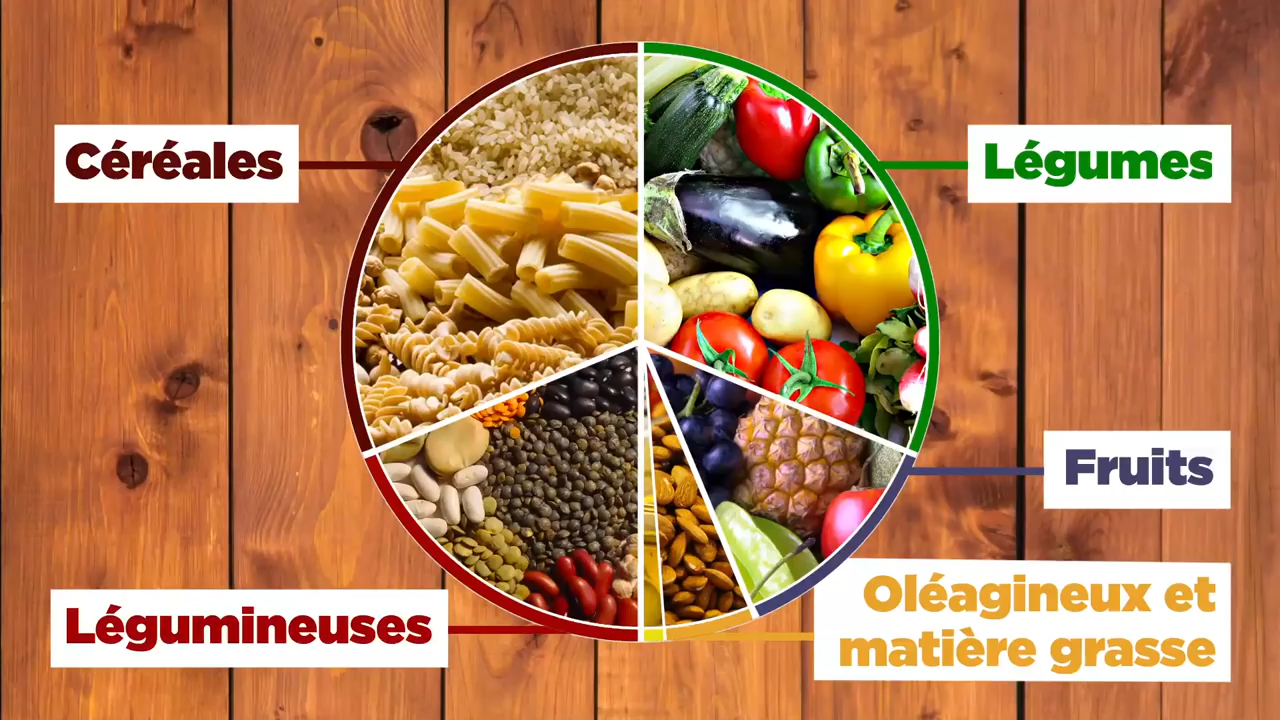 Céréales
Légumes
Fruits
Légumineuses
Oléagineux et
matière grasse